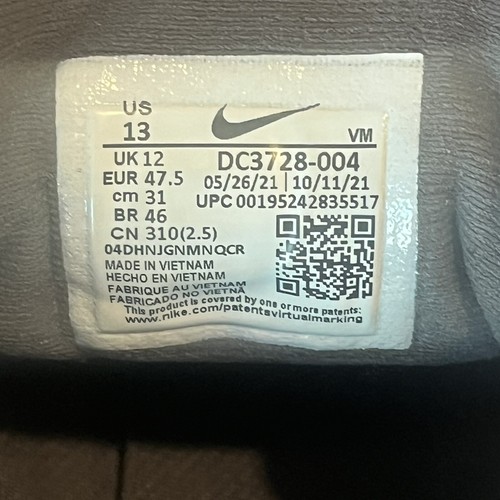 US
13
VM
UK 12
DC3728-004
EUR 47.5
05/26/21 | 10/11/21
cm 31
UPC 00195242835517
BR 46
CN 310(2.5)
04DHNJGNMNQCR
MADE IN VIETNAM
HECHO EN VIETNAM
FABRIQUE AU VIETNAM
FABRICADO NO VIETNÃ
This product is covered by one or more patents:
www.nike.com/patentsvirtualmarking